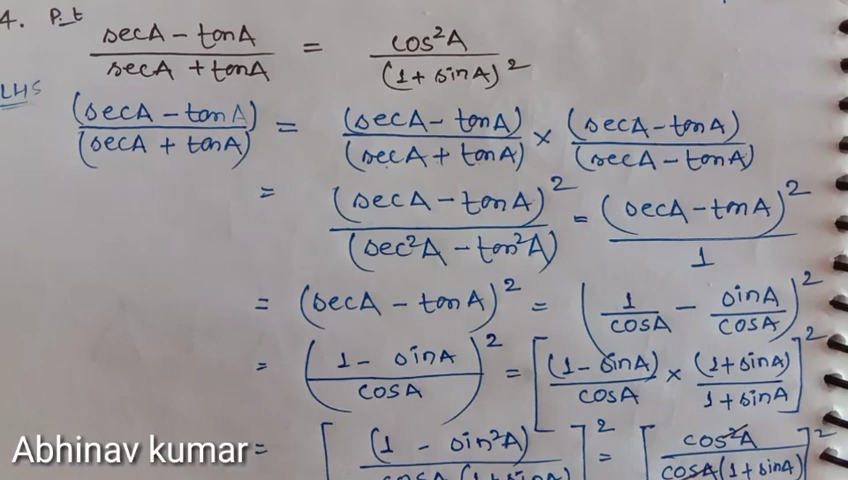 4. P.t
(secA - tanA)/(secA + tanA) = cos²A/(1 + sinA)²
LHS
(secA - tanA)/(secA + tanA) = (secA - tanA)/(secA + tanA) × (secA - tanA)/(secA - tanA)
= (secA - tanA)²/(sec²A - tan²A) = (secA - tanA)²/1
= (secA - tanA)² = (1/cosA - sinA/cosA)²
= ((1 - sinA)/cosA)² = [(1 - sinA)/cosA × (1 + sinA)/(1 + sinA)]²
= [(1 - sin²A)/(cosA (1 + sinA))]² = [cos²A/(cosA (1 + sinA))]²
Abhinav kumar